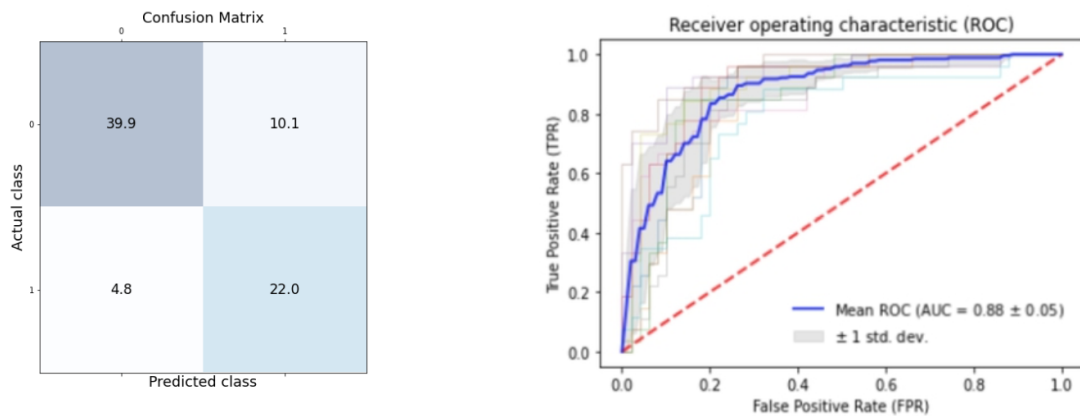 Confusion Matrix
0 1
0
39.9 10.1
Actual class
1
4.8 22.0
Predicted class
Receiver operating characteristic (ROC)
1.0
0.8
0.6
0.4
0.2
0.0
True Positive Rate (TPR)
Mean ROC (AUC = 0.88 ± 0.05)
± 1 std. dev.
0.0 0.2 0.4 0.6 0.8 1.0
False Positive Rate (FPR)